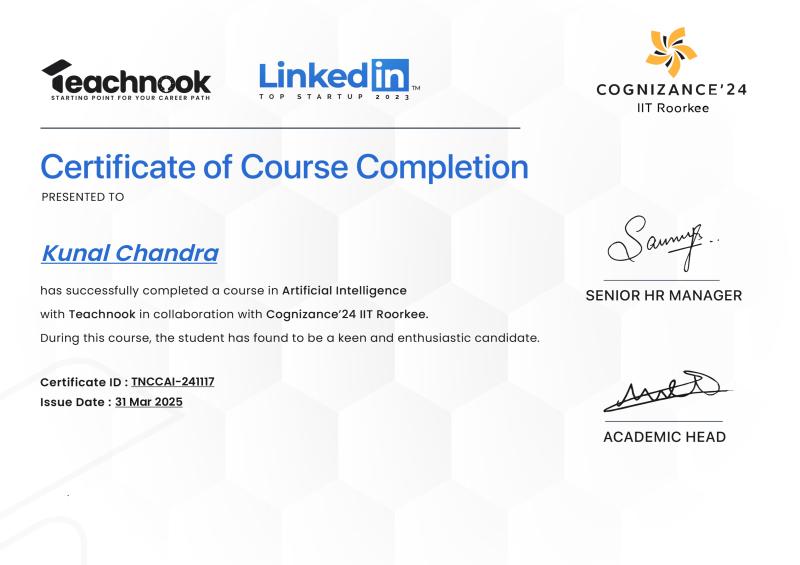 Teachnook
STARTING POINT FOR YOUR CAREER PATH
Linkedin™
TOP STARTUP 2023
COGNIZANCE'24
IIT Roorkee
Certificate of Course Completion
PRESENTED TO
Kunal Chandra
has successfully completed a course in Artificial Intelligence
with Teachnook in collaboration with Cognizance'24 IIT Roorkee.
During this course, the student has found to be a keen and enthusiastic candidate.
Certificate ID : TNCCAI-241117
Issue Date : 31 Mar 2025
SENIOR HR MANAGER
ACADEMIC HEAD